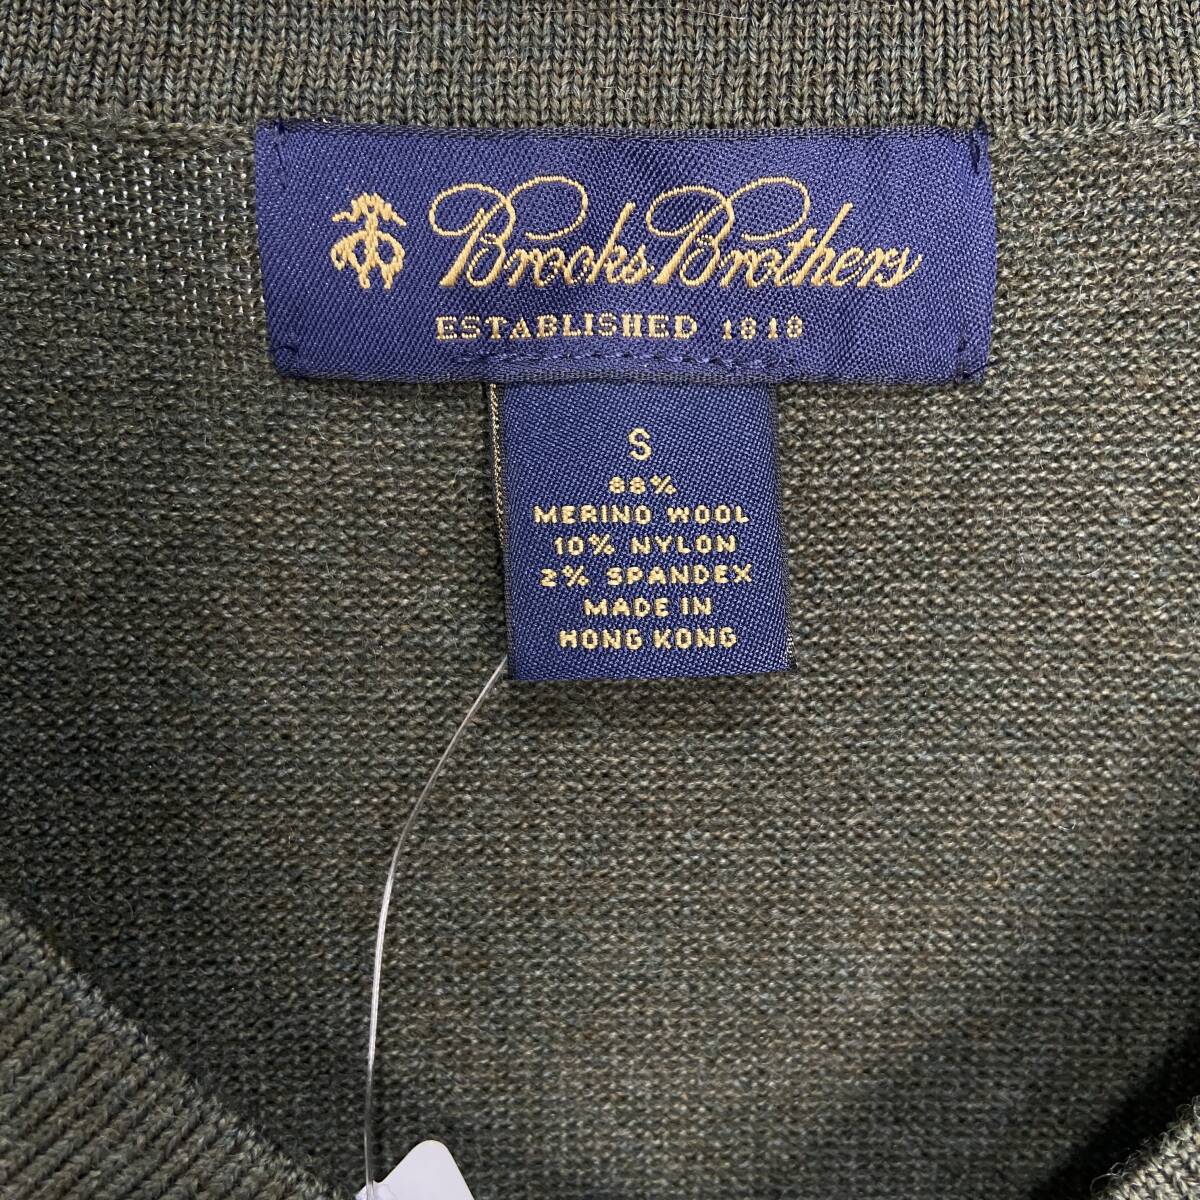 Brooks Brothers
ESTABLISHED 1818
S
88%
MERINO WOOL
10% NYLON
2% SPANDEX
MADE IN
HONG KONG